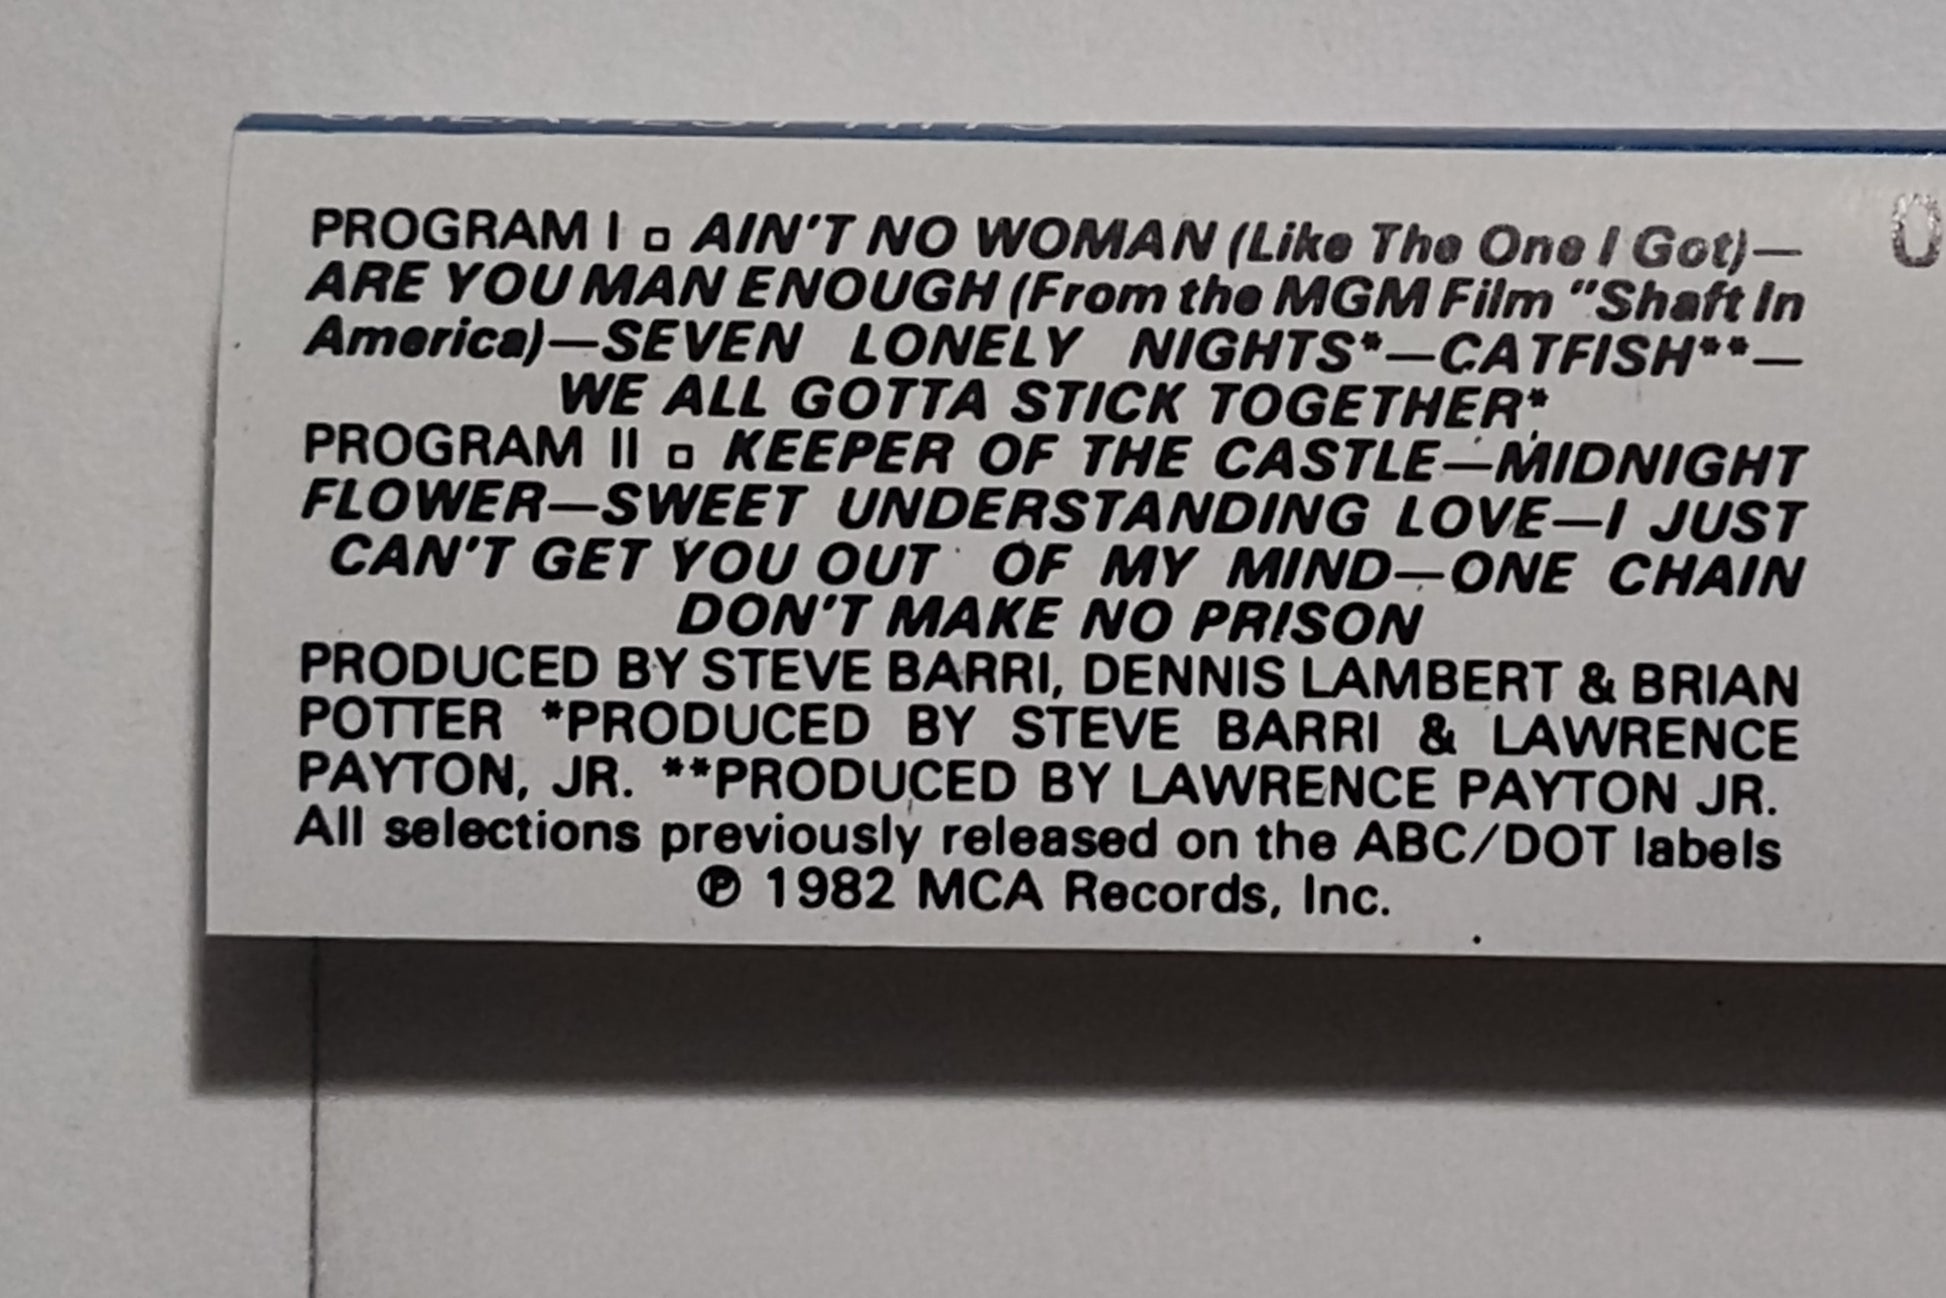 GREATEST HITS
PROGRAM I ▫ AIN'T NO WOMAN (Like The One I Got)—
ARE YOU MAN ENOUGH (From the MGM Film "Shaft In
America)—SEVEN LONELY NIGHTS*—CATFISH**—
WE ALL GOTTA STICK TOGETHER*
PROGRAM II ▫ KEEPER OF THE CASTLE—MIDNIGHT
FLOWER—SWEET UNDERSTANDING LOVE—I JUST
CAN'T GET YOU OUT OF MY MIND—ONE CHAIN
DON'T MAKE NO PRISON
PRODUCED BY STEVE BARRI, DENNIS LAMBERT & BRIAN
POTTER *PRODUCED BY STEVE BARRI & LAWRENCE
PAYTON, JR. **PRODUCED BY LAWRENCE PAYTON JR.
All selections previously released on the ABC/DOT labels
℗ 1982 MCA Records, Inc.